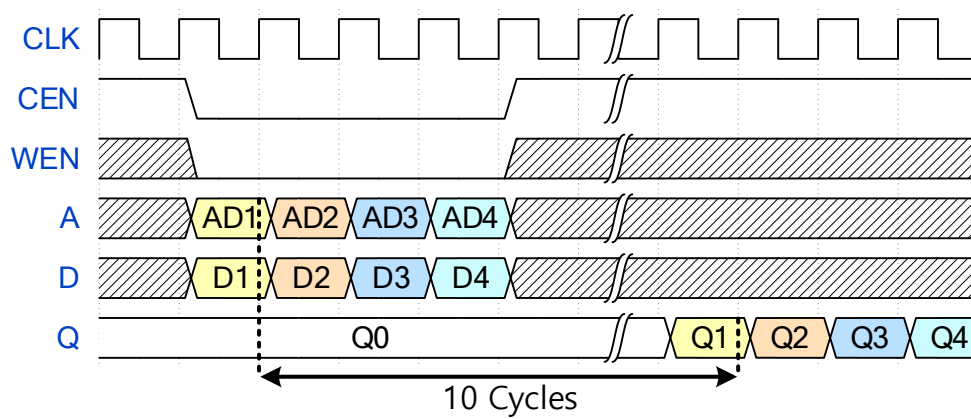 CLK
CEN
WEN
A AD1 AD2 AD3 AD4
D D1 D2 D3 D4
Q Q0 Q1 Q2 Q3 Q4
10 Cycles